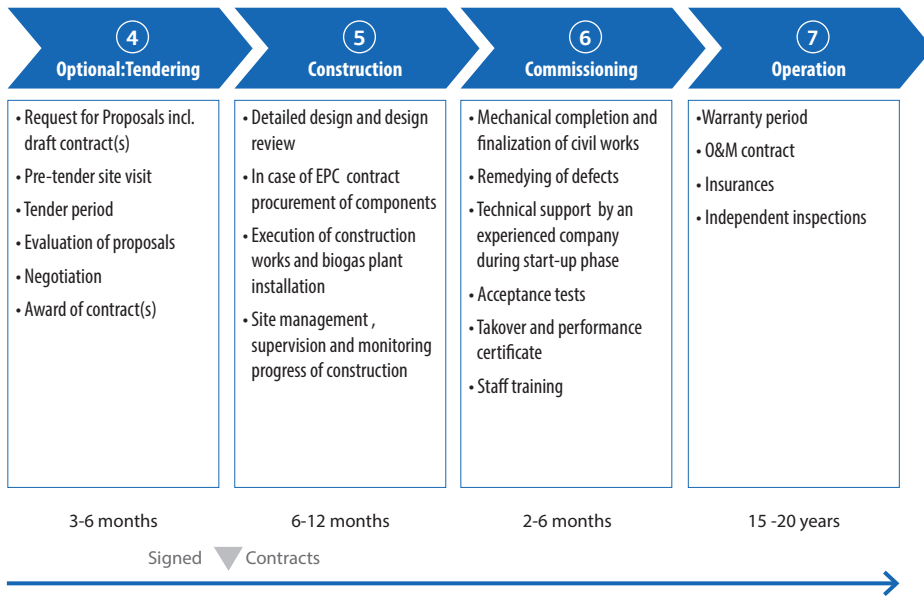 4
Optional:Tendering
• Request for Proposals incl.
draft contract(s)
• Pre-tender site visit
• Tender period
• Evaluation of proposals
• Negotiation
• Award of contract(s)
3-6 months
5
Construction
• Detailed design and design
review
• In case of EPC contract
procurement of components
• Execution of construction
works and biogas plant
installation
• Site management ,
supervision and monitoring
progress of construction
6-12 months
6
Commissioning
• Mechanical completion and
finalization of civil works
• Remedying of defects
• Technical support by an
experienced company
during start-up phase
• Acceptance tests
• Takover and performance
certificate
• Staff training
2-6 months
7
Operation
•Warranty period
• O&M contract
• Insurances
• Independent inspections
15 -20 years
Signed Contracts